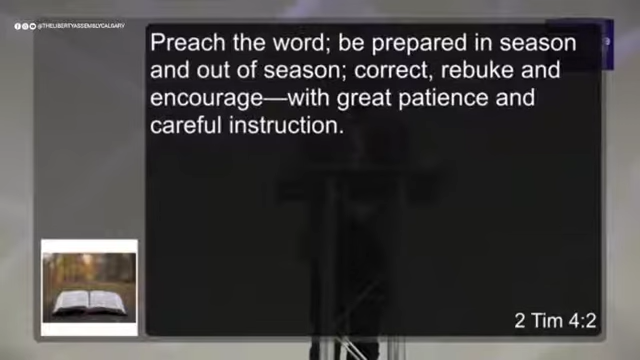 @THELIBERTYASSEMBLYCALGARY
Preach the word; be prepared in season
and out of season; correct, rebuke and
encourage—with great patience and
careful instruction.
2 Tim 4:2